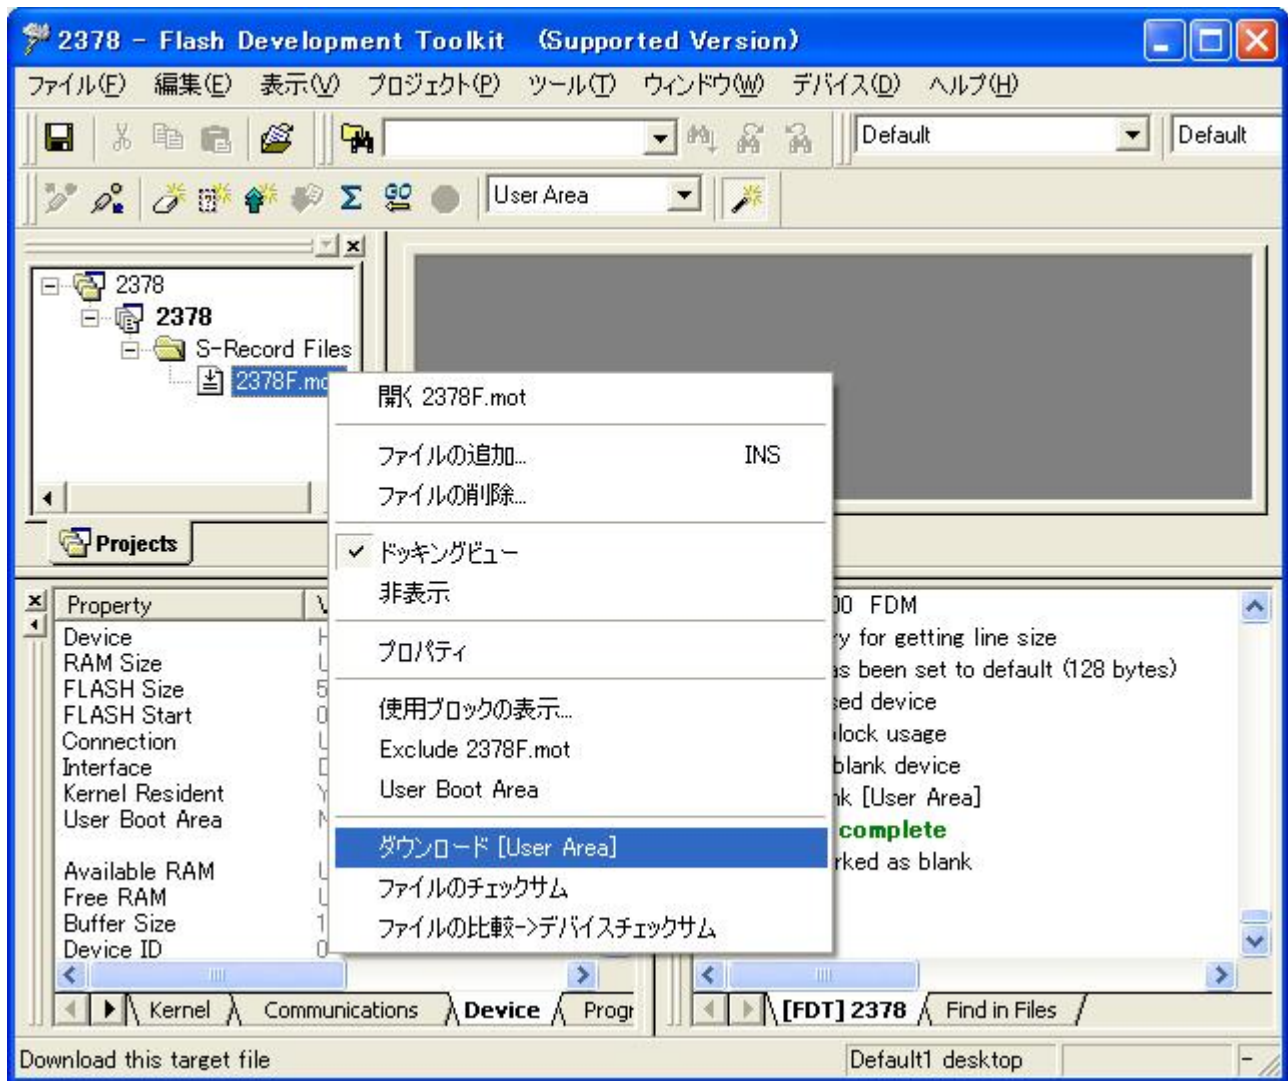 2378 - Flash Development Toolkit (Supported Version)
ファイル(F) 編集(E) 表示(V) プロジェクト(P) ツール(T) ウィンドウ(W) デバイス(D) ヘルプ(H)
Default Default
User Area
2378
2378
S-Record Files
2378F.mot
開く 2378F.mot
ファイルの追加... INS
ファイルの削除...
ドッキングビュー
非表示
プロパティ
使用ブロックの表示...
Exclude 2378F.mot
User Boot Area
ダウンロード [User Area]
ファイルのチェックサム
ファイルの比較->デバイスチェックサム
Projects
Property
Device
RAM Size
FLASH Size
FLASH Start
Connection
Interface
Kernel Resident
User Boot Area
Available RAM
Free RAM
Buffer Size
Device ID
FDM
for getting line size
been set to default (128 bytes)
device
usage
blank device
[User Area]
complete
as blank
Kernel Communications Device Progr
[FDT] 2378 Find in Files
Download this target file
Default1 desktop